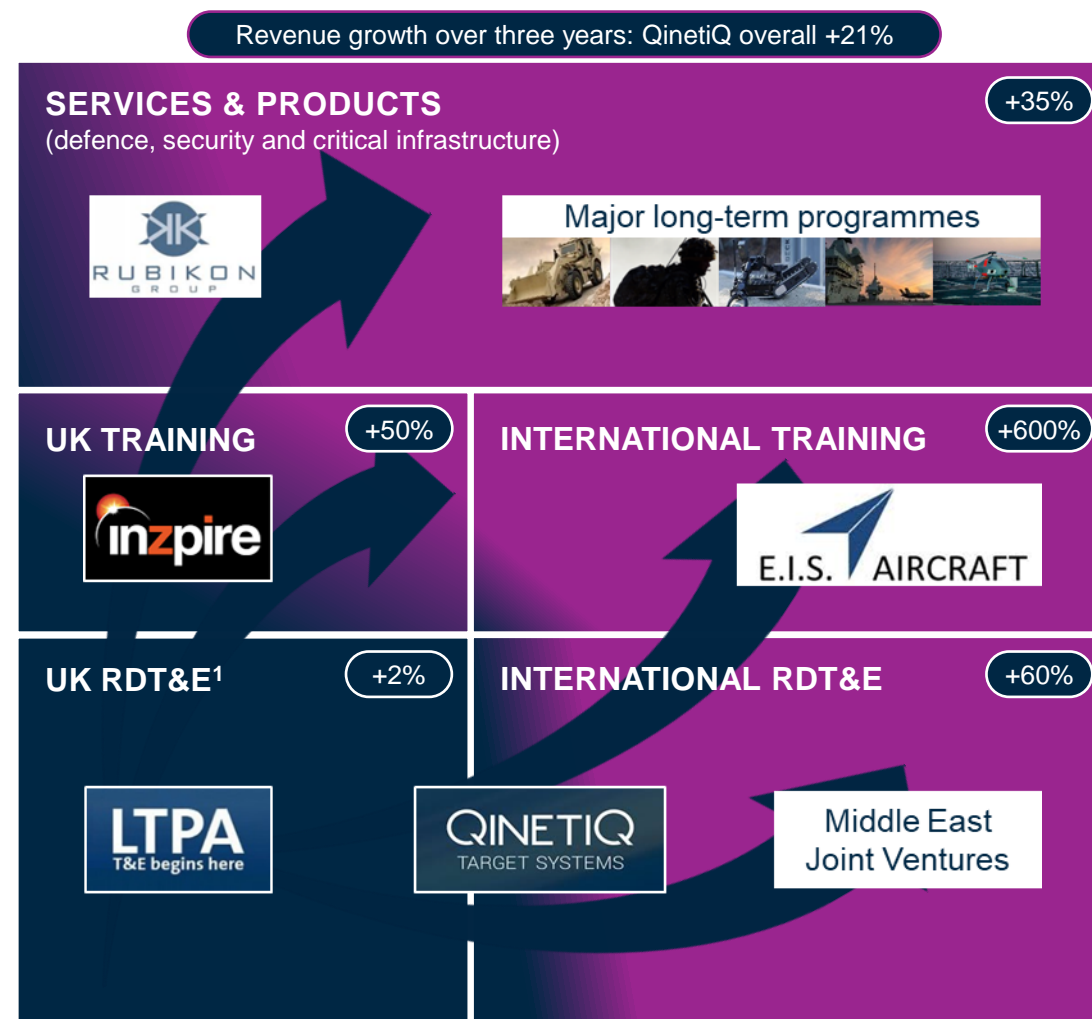 Revenue growth over three years: QinetiQ overall +21%
SERVICES & PRODUCTS
+35%
(defence, security and critical infrastructure)
RUBIKON
GROUP
Major long-term programmes
UK TRAINING
+50%
inzpire
INTERNATIONAL TRAINING
+600%
E.I.S. AIRCRAFT
UK RDT&E¹
+2%
LTPA
T&E begins here
INTERNATIONAL RDT&E
+60%
QINETIQ
TARGET SYSTEMS
Middle East
Joint Ventures